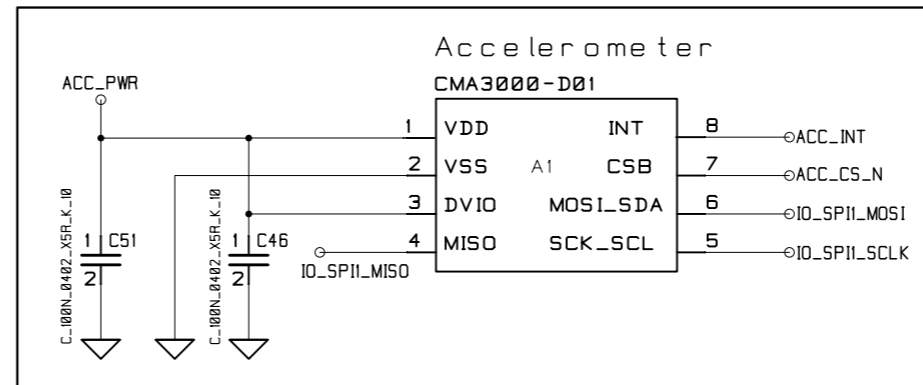 Accelerometer
CMA3000-D01
ACC_PWR
1 VDD INT 8 ACC_INT
2 VSS A1 CSB 7 ACC_CS_N
3 DVIO MOSI_SDA 6 IO_SPI1_MOSI
4 MISO SCK_SCL 5 IO_SPI1_SCLK
IO_SPI1_MISO
1 C51
2
C_100N_0402_X5R_K_10
1 C46
2
C_100N_0402_X5R_K_10